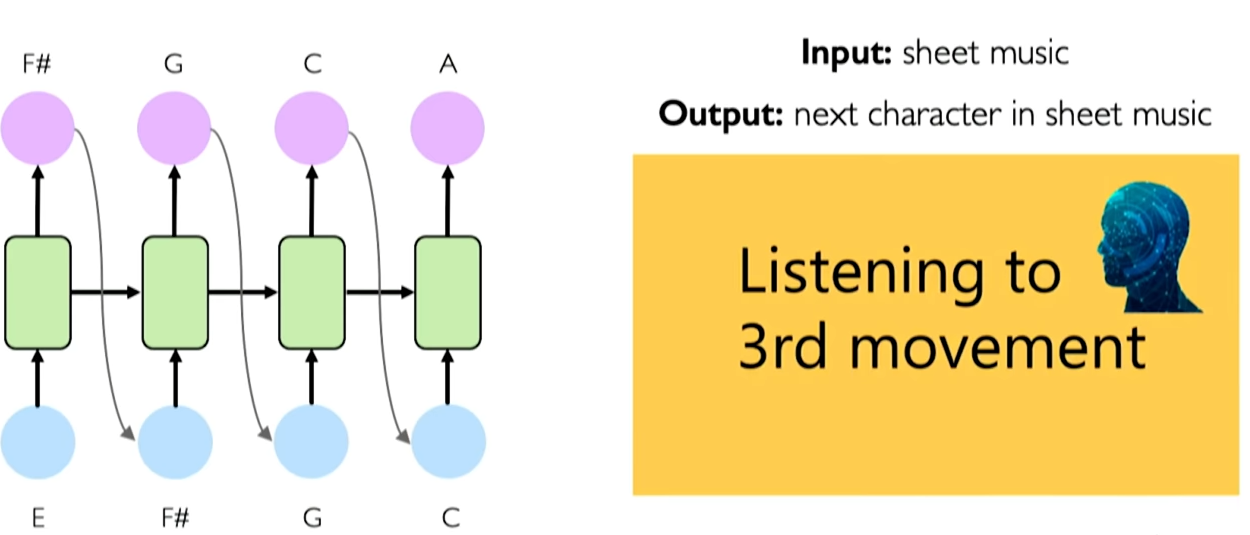 F# G C A
E F# G C
Input: sheet music
Output: next character in sheet music
Listening to
3rd movement